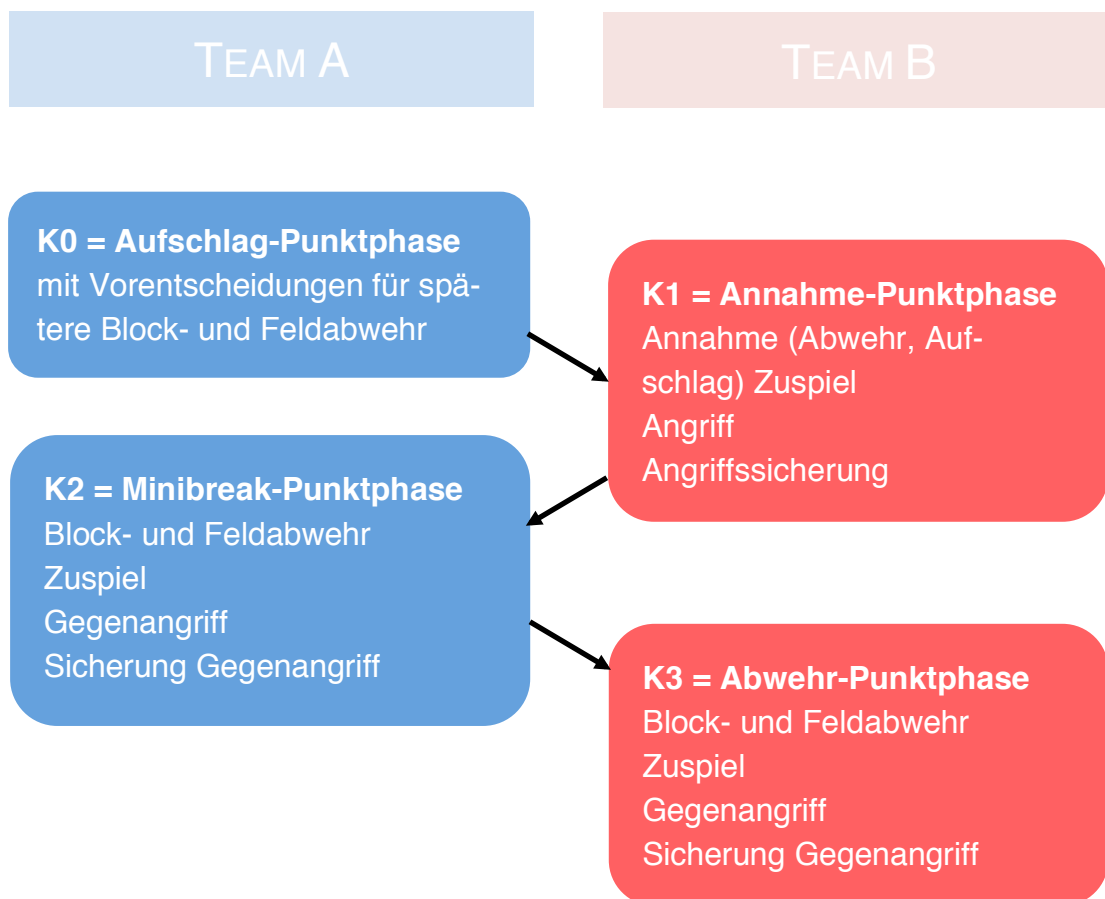 TEAM A
TEAM B
K0 = Aufschlag-Punktphase
mit Vorentscheidungen für spä-
tere Block- und Feldabwehr
K1 = Annahme-Punktphase
Annahme (Abwehr, Auf-
schlag) Zuspiel
Angriff
Angriffssicherung
K2 = Minibreak-Punktphase
Block- und Feldabwehr
Zuspiel
Gegenangriff
Sicherung Gegenangriff
K3 = Abwehr-Punktphase
Block- und Feldabwehr
Zuspiel
Gegenangriff
Sicherung Gegenangriff